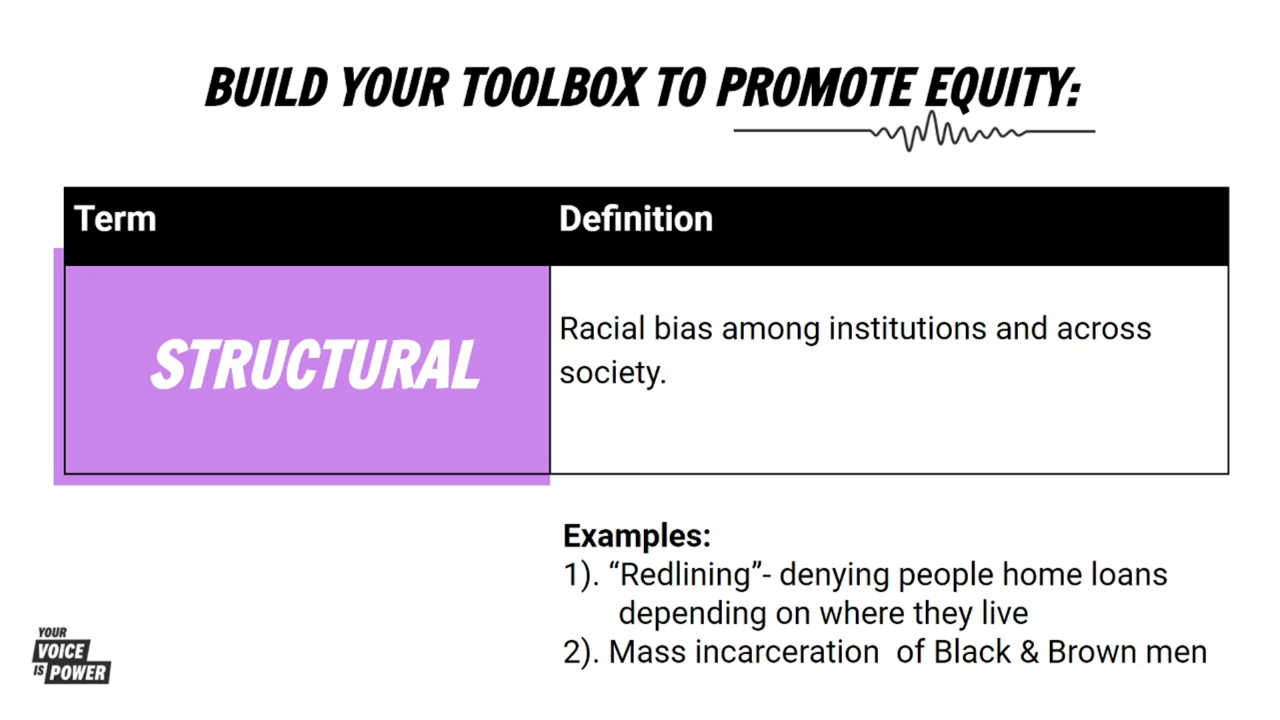 BUILD YOUR TOOLBOX TO PROMOTE EQUITY:
Term
Definition
STRUCTURAL
Racial bias among institutions and across
society.
Examples:
1). “Redlining”- denying people home loans
depending on where they live
2). Mass incarceration  of Black & Brown men
YOUR
VOICE
IS POWER